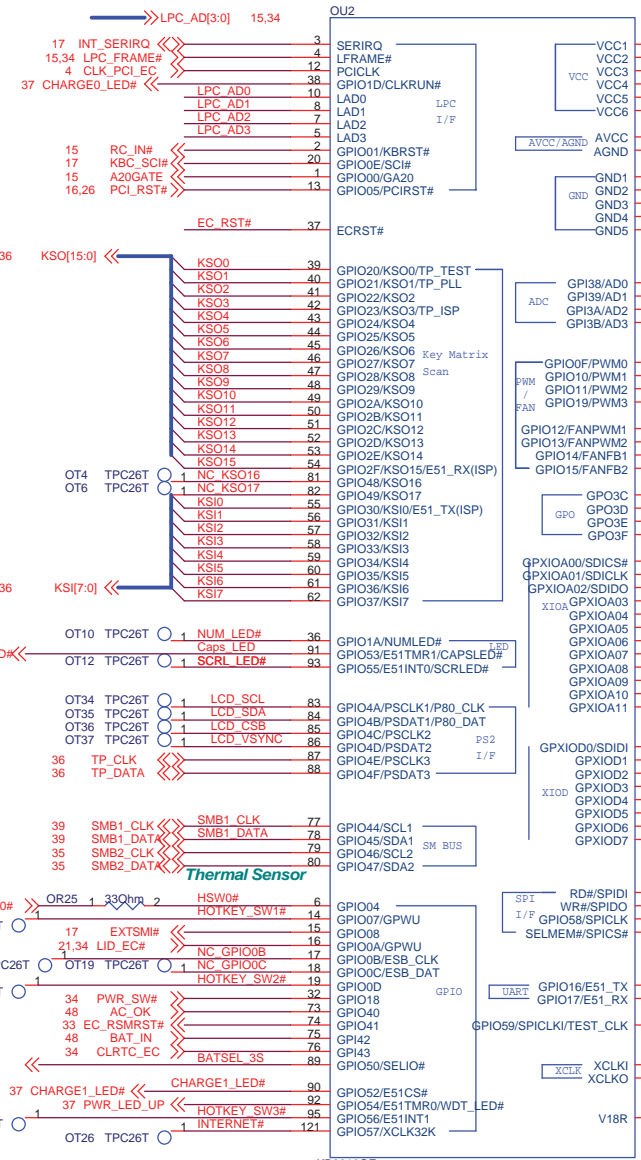 LPC_AD[3:0] 15,34
OU2
17 INT_SERIRQ 3 SERIRQ VCC1
15,34 LPC_FRAME# 4 LFRAME# VCC2
4 CLK_PCI_EC 12 PCICLK VCC VCC3
37 CHARGE0_LED# 38 GPIO1D/CLKRUN# VCC4
LPC_AD0 10 LAD0 LPC VCC5
LPC_AD1 8 LAD1 I/F VCC6
LPC_AD2 7 LAD2
LPC_AD3 5 LAD3 AVCC/AGND AVCC
15 RC_IN# 2 GPIO01/KBRST# AGND
17 KBC_SCI# 20 GPIO0E/SCI#
15 A20GATE 1 GPIO00/GA20 GND1
16,26 PCI_RST# 13 GPIO05/PCIRST# GND GND2
GND3
GND4
EC_RST# 37 ECRST# GND5
36 KSO[15:0]
KSO0 39 GPIO20/KSO0/TP_TEST GPI38/AD0
KSO1 40 GPIO21/KSO1/TP_PLL GPI39/AD1
KSO2 41 GPIO22/KSO2 ADC GPI3A/AD2
KSO3 42 GPIO23/KSO3/TP_ISP GPI3B/AD3
KSO4 43 GPIO24/KSO4
KSO5 44 GPIO25/KSO5
KSO6 45 GPIO26/KSO6 Key Matrix
KSO7 46 GPIO27/KSO7 Scan GPIO0F/PWM0
KSO8 47 GPIO28/KSO8 PWM GPIO10/PWM1
KSO9 48 GPIO29/KSO9 / GPIO11/PWM2
KSO10 49 GPIO2A/KSO10 FAN GPIO19/PWM3
KSO11 50 GPIO2B/KSO11
KSO12 51 GPIO2C/KSO12 GPIO12/FANPWM1
KSO13 52 GPIO2D/KSO13 GPIO13/FANPWM2
KSO14 53 GPIO2E/KSO14 GPIO14/FANFB1
KSO15 54 GPIO2F/KSO15/E51_RX(ISP) GPIO15/FANFB2
OT4 TPC26T 1 NC_KSO16 81 GPIO48/KSO16
OT6 TPC26T 1 NC_KSO17 82 GPIO49/KSO17 GPO3C
KSI0 55 GPIO30/KSI0/E51_TX(ISP) GPO GPO3D
KSI1 56 GPIO31/KSI1 GPO3E
KSI2 57 GPIO32/KSI2 GPO3F
KSI3 58 GPIO33/KSI3
KSI4 59 GPIO34/KSI4 GPXIOA00/SDICS#
KSI5 60 GPIO35/KSI5 GPXIOA01/SDICLK
36 KSI[7:0] KSI6 61 GPIO36/KSI6 GPXIOA02/SDIDO
KSI7 62 GPIO37/KSI7 XIOA GPXIOA03
GPXIOA04
OT10 TPC26T 1 NUM_LED# 36 GPIO1A/NUMLED# LED GPXIOA05
D# Caps_LED 91 GPIO53/E51TMR1/CAPSLED# GPXIOA06
OT12 TPC26T 1 SCRL_LED# 93 GPIO55/E51INT0/SCRLED# GPXIOA07
GPXIOA08
GPXIOA09
GPXIOA10
OT34 TPC26T 1 LCD_SCL 83 GPIO4A/PSCLK1/P80_CLK GPXIOA11
OT35 TPC26T 1 LCD_SDA 84 GPIO4B/PSDAT1/P80_DAT
OT36 TPC26T 1 LCD_CSB 85 GPIO4C/PSCLK2 PS2
OT37 TPC26T 1 LCD_VSYNC 86 GPIO4D/PSDAT2 I/F GPXIOD0/SDIDI
36 TP_CLK 87 GPIO4E/PSCLK3 GPXIOD1
36 TP_DATA 88 GPIO4F/PSDAT3 GPXIOD2
XIOD GPXIOD3
GPXIOD4
39 SMB1_CLK SMB1_CLK 77 GPIO44/SCL1 GPXIOD5
39 SMB1_DATA SMB1_DATA 78 GPIO45/SDA1 SM BUS GPXIOD6
35 SMB2_CLK 79 GPIO46/SCL2 GPXIOD7
35 SMB2_DATA 80 GPIO47/SDA2
Thermal Sensor
RD#/SPIDI
0# OR25 1 33Ohm 2 HSW0# 6 GPIO04 SPI WR#/SPIDO
1 HOTKEY_SW1# 14 GPIO07/GPWU I/F GPIO58/SPICLK
17 EXTSMI# 15 GPIO08 SELMEM#/SPICS#
21,34 LID_EC# 16 GPIO0A/GPWU
1 NC_GPIO0B 17 GPIO0B/ESB_CLK
PC26T OT19 TPC26T 1 NC_GPIO0C 18 GPIO0C/ESB_DAT
T 1 HOTKEY_SW2# 19 GPIO0D GPIO UART GPIO16/E51_TX
34 PWR_SW# 32 GPIO18 GPIO17/E51_RX
48 AC_OK 73 GPIO40
33 EC_RSMRST# 74 GPIO41 GPIO59/SPICLKI/TEST_CLK
48 BAT_IN 75 GPI42
34 CLRTC_EC 76 GPI43
BATSEL_3S 89 GPIO50/SELIO# XCLK XCLKI
XCLKO
37 CHARGE1_LED# CHARGE1_LED# 90 GPIO52/E51CS#
37 PWR_LED_UP 92 GPIO54/E51TMR0/WDT_LED#
T 1 HOTKEY_SW3# 95 GPIO56/E51INT1 V18R
OT26 TPC26T 1 INTERNET# 121 GPIO57/XCLK32K